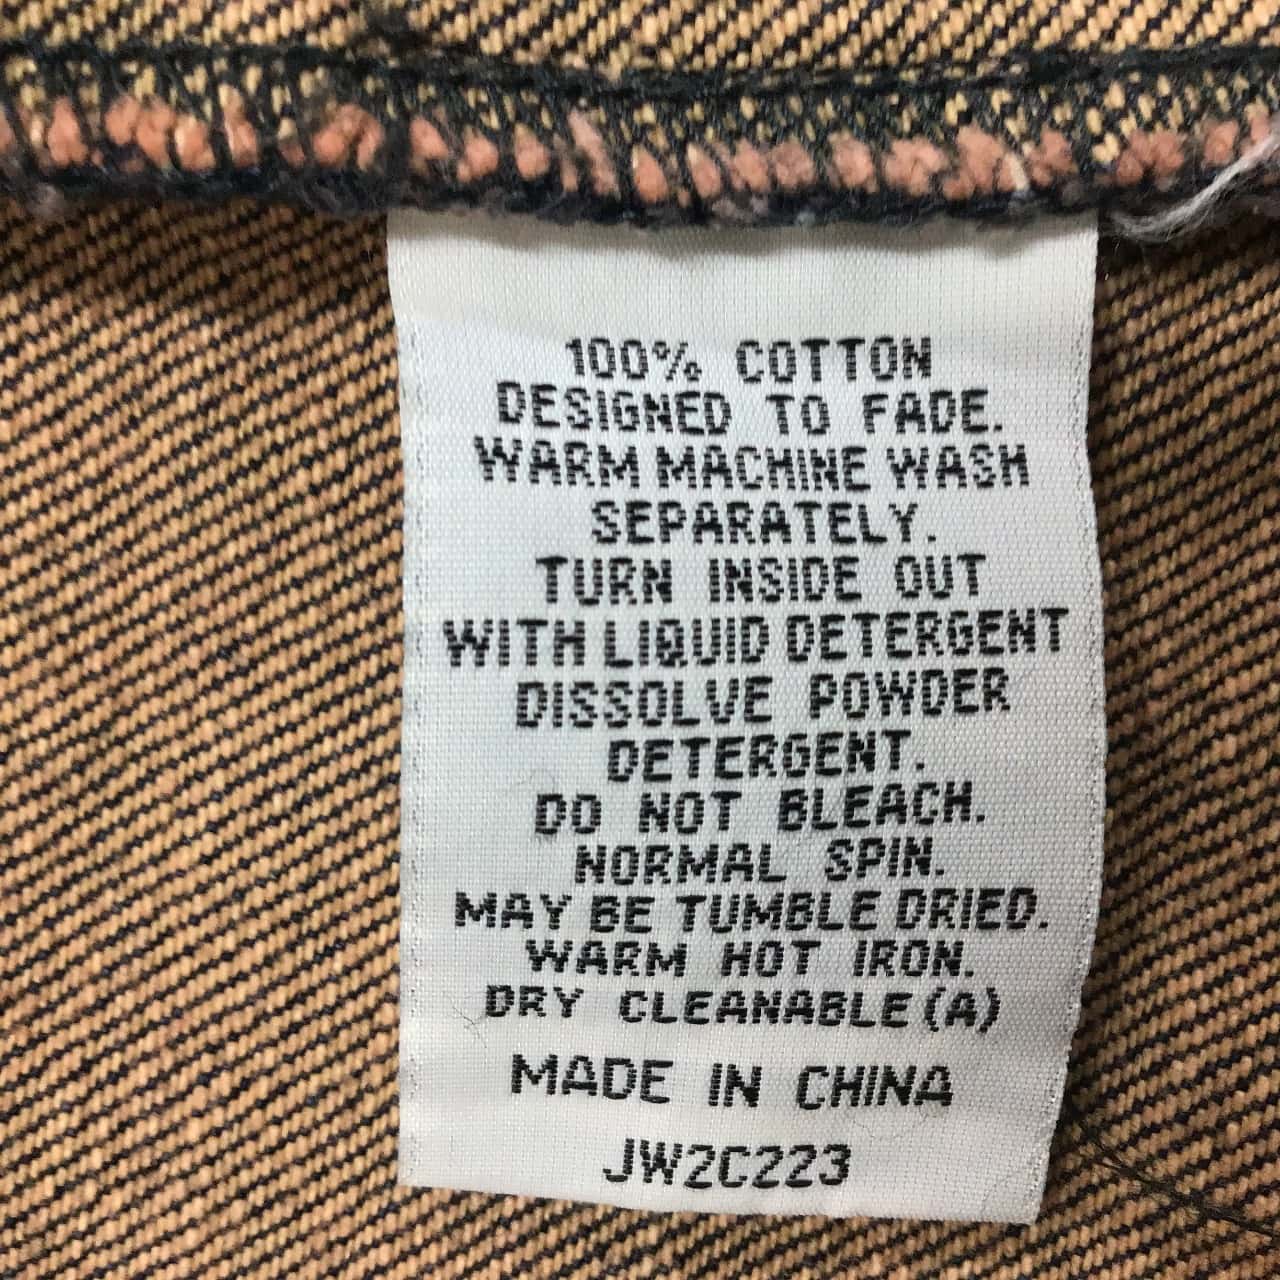 100% COTTON
DESIGNED TO FADE.
WARM MACHINE WASH
SEPARATELY.
TURN INSIDE OUT
WITH LIQUID DETERGENT
DISSOLVE POWDER
DETERGENT.
DO NOT BLEACH.
NORMAL SPIN.
MAY BE TUMBLE DRIED.
WARM HOT IRON.
DRY CLEANABLE(A)
MADE IN CHINA
JW2C223